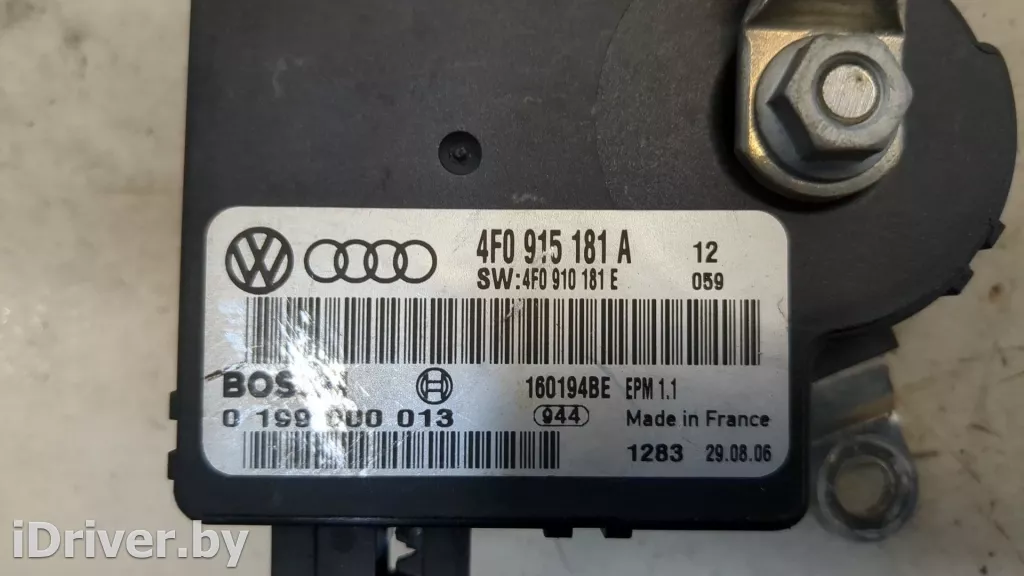 4F0 915 181 A 12
SW:4F0 910 181 E 059
160194BE EPM 1.1
0 199 000 013 944 Made in France
1283 29.08.06
iDriver.by